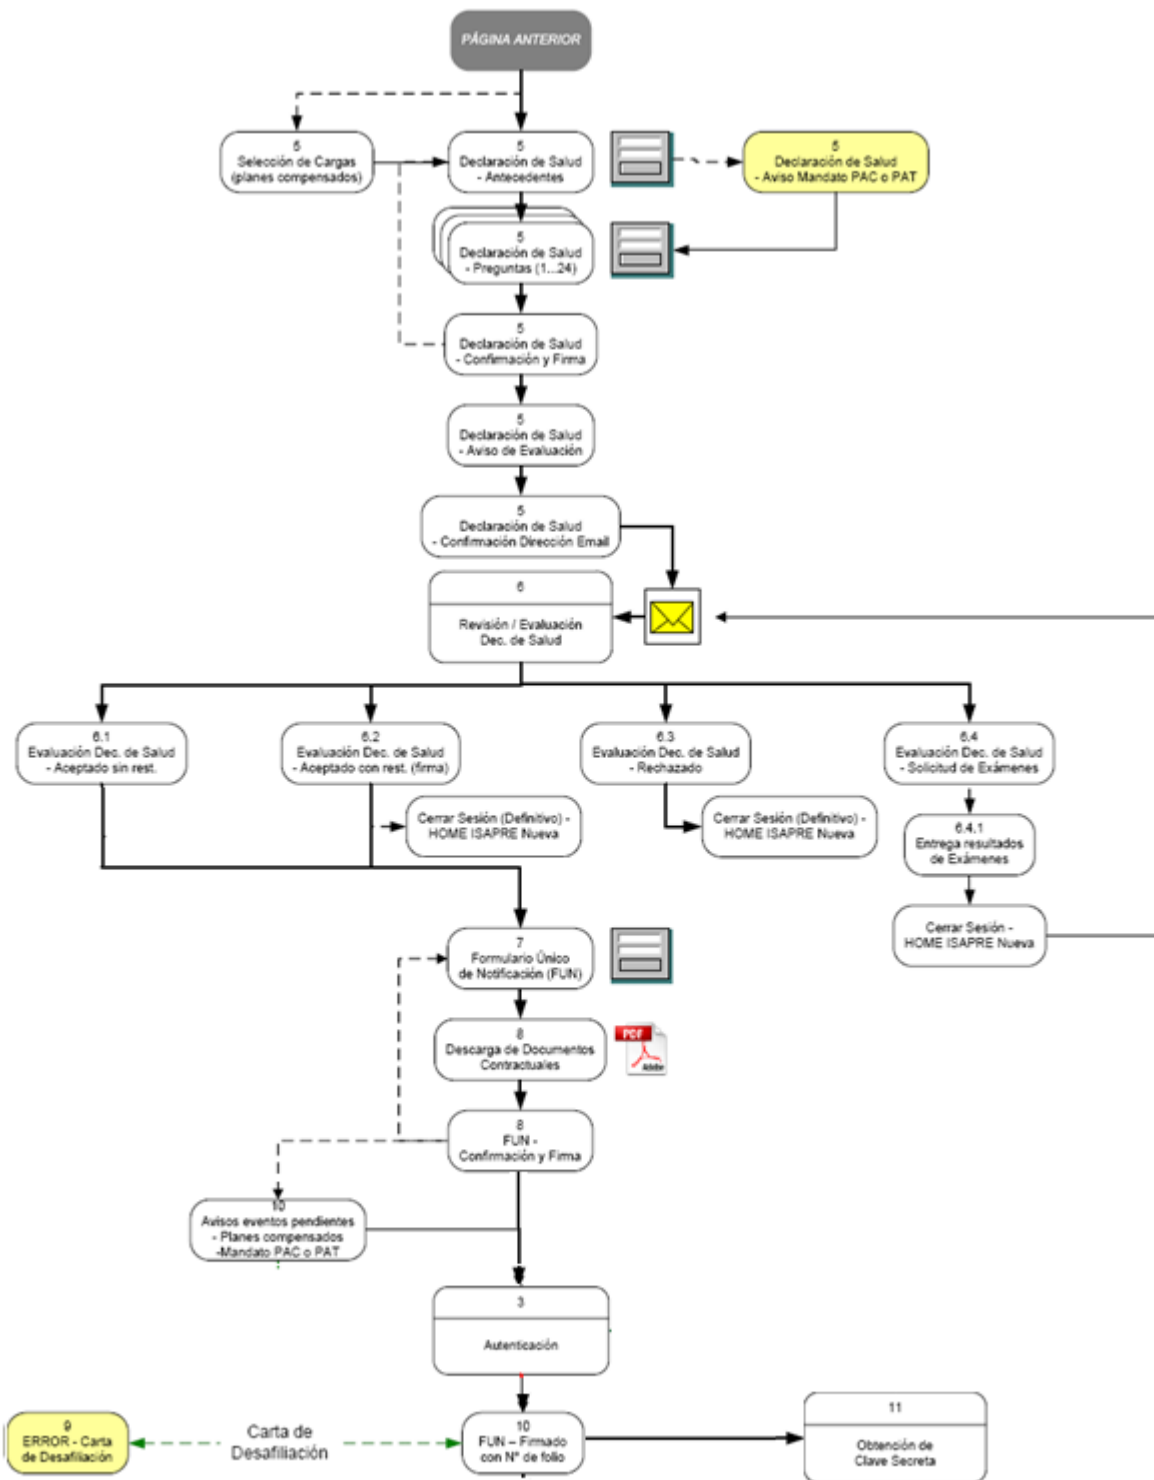 PÁGINA ANTERIOR
5
Selección de Cargas
(planes compensados)
5
Declaración de Salud
- Antecedentes
5
Declaración de Salud
- Aviso Mandato PAC o PAT
5
Declaración de Salud
- Preguntas (1...24)
5
Declaración de Salud
- Confirmación y Firma
5
Declaración de Salud
- Aviso de Evaluación
5
Declaración de Salud
- Confirmación Dirección Email
6
Revisión / Evaluación
Dec. de Salud
6.1
Evaluación Dec. de Salud
- Aceptado sin rest.
6.2
Evaluación Dec. de Salud
- Aceptado con rest. (firma)
6.3
Evaluación Dec. de Salud
- Rechazado
6.4
Evaluación Dec. de Salud
- Solicitud de Exámenes
Cerrar Sesión (Definitivo) -
HOME ISAPRE Nueva
Cerrar Sesión (Definitivo) -
HOME ISAPRE Nueva
6.4.1
Entrega resultados
de Exámenes
Cerrar Sesión -
HOME ISAPRE Nueva
7
Formulario Único
de Notificación (FUN)
8
Descarga de Documentos
Contractuales
PDF
Adobe
8
FUN -
Confirmación y Firma
10
Avisos eventos pendientes
- Planes compensados
-Mandato PAC o PAT
3
Autenticación
9
ERROR - Carta
de Desafiliación
Carta de
Desafiliación
10
FUN – Firmado
con N° de folio
11
Obtención de
Clave Secreta